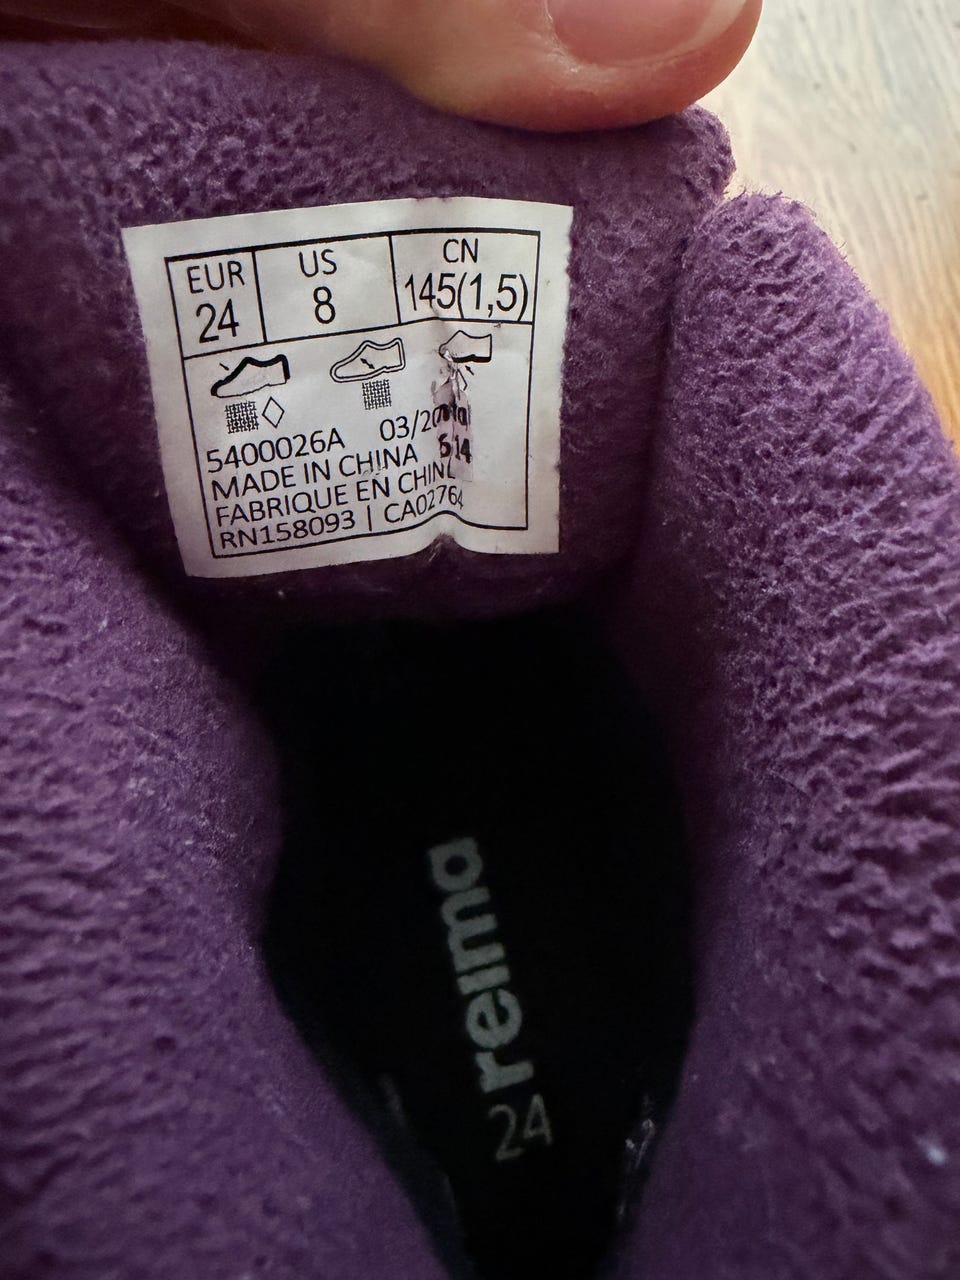 EUR US CN
24 8 145(1,5)
5400026A 03/20
MADE IN CHINA
FABRIQUE EN CHINE
RN158093 | CA02764
reima
24